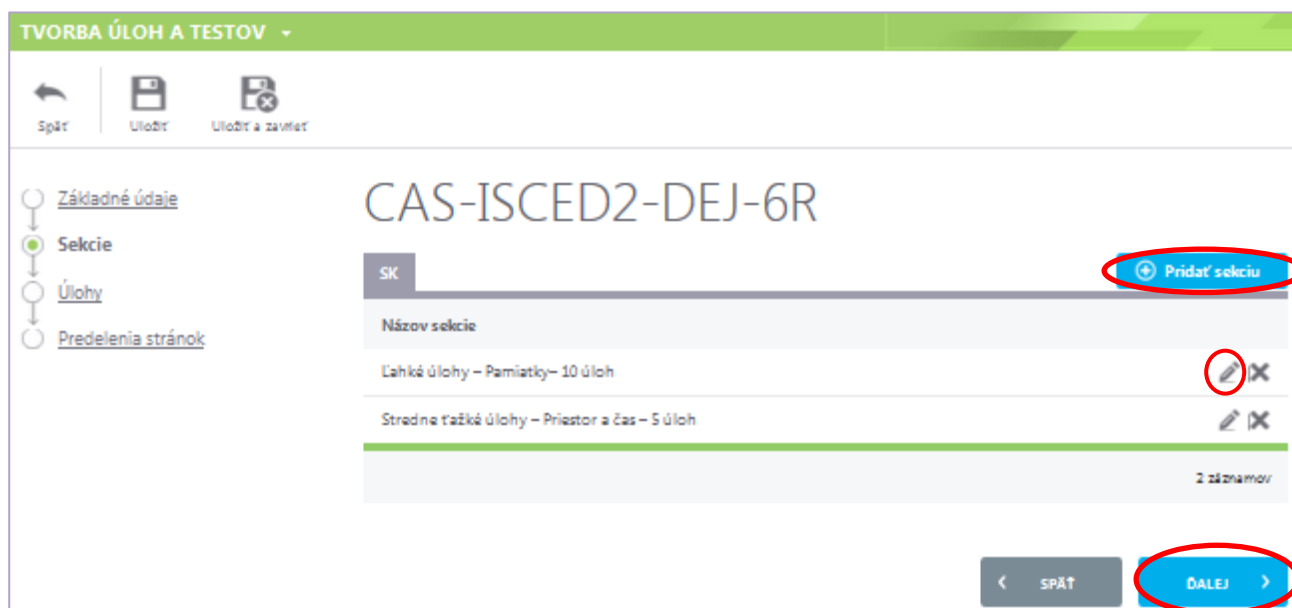 TVORBA ÚLOH A TESTOV
Späť
Uložiť
Uložiť a zavrieť
Základné údaje
Sekcie
Úlohy
Predelenia stránok
CAS-ISCED2-DEJ-6R
SK
Pridať sekciu
Názov sekcie
Ľahké úlohy – Pamiatky– 10 úloh
Stredne ťažké úlohy – Priestor a čas – 5 úloh
2 záznamov
SPÄŤ
ĎALEJ